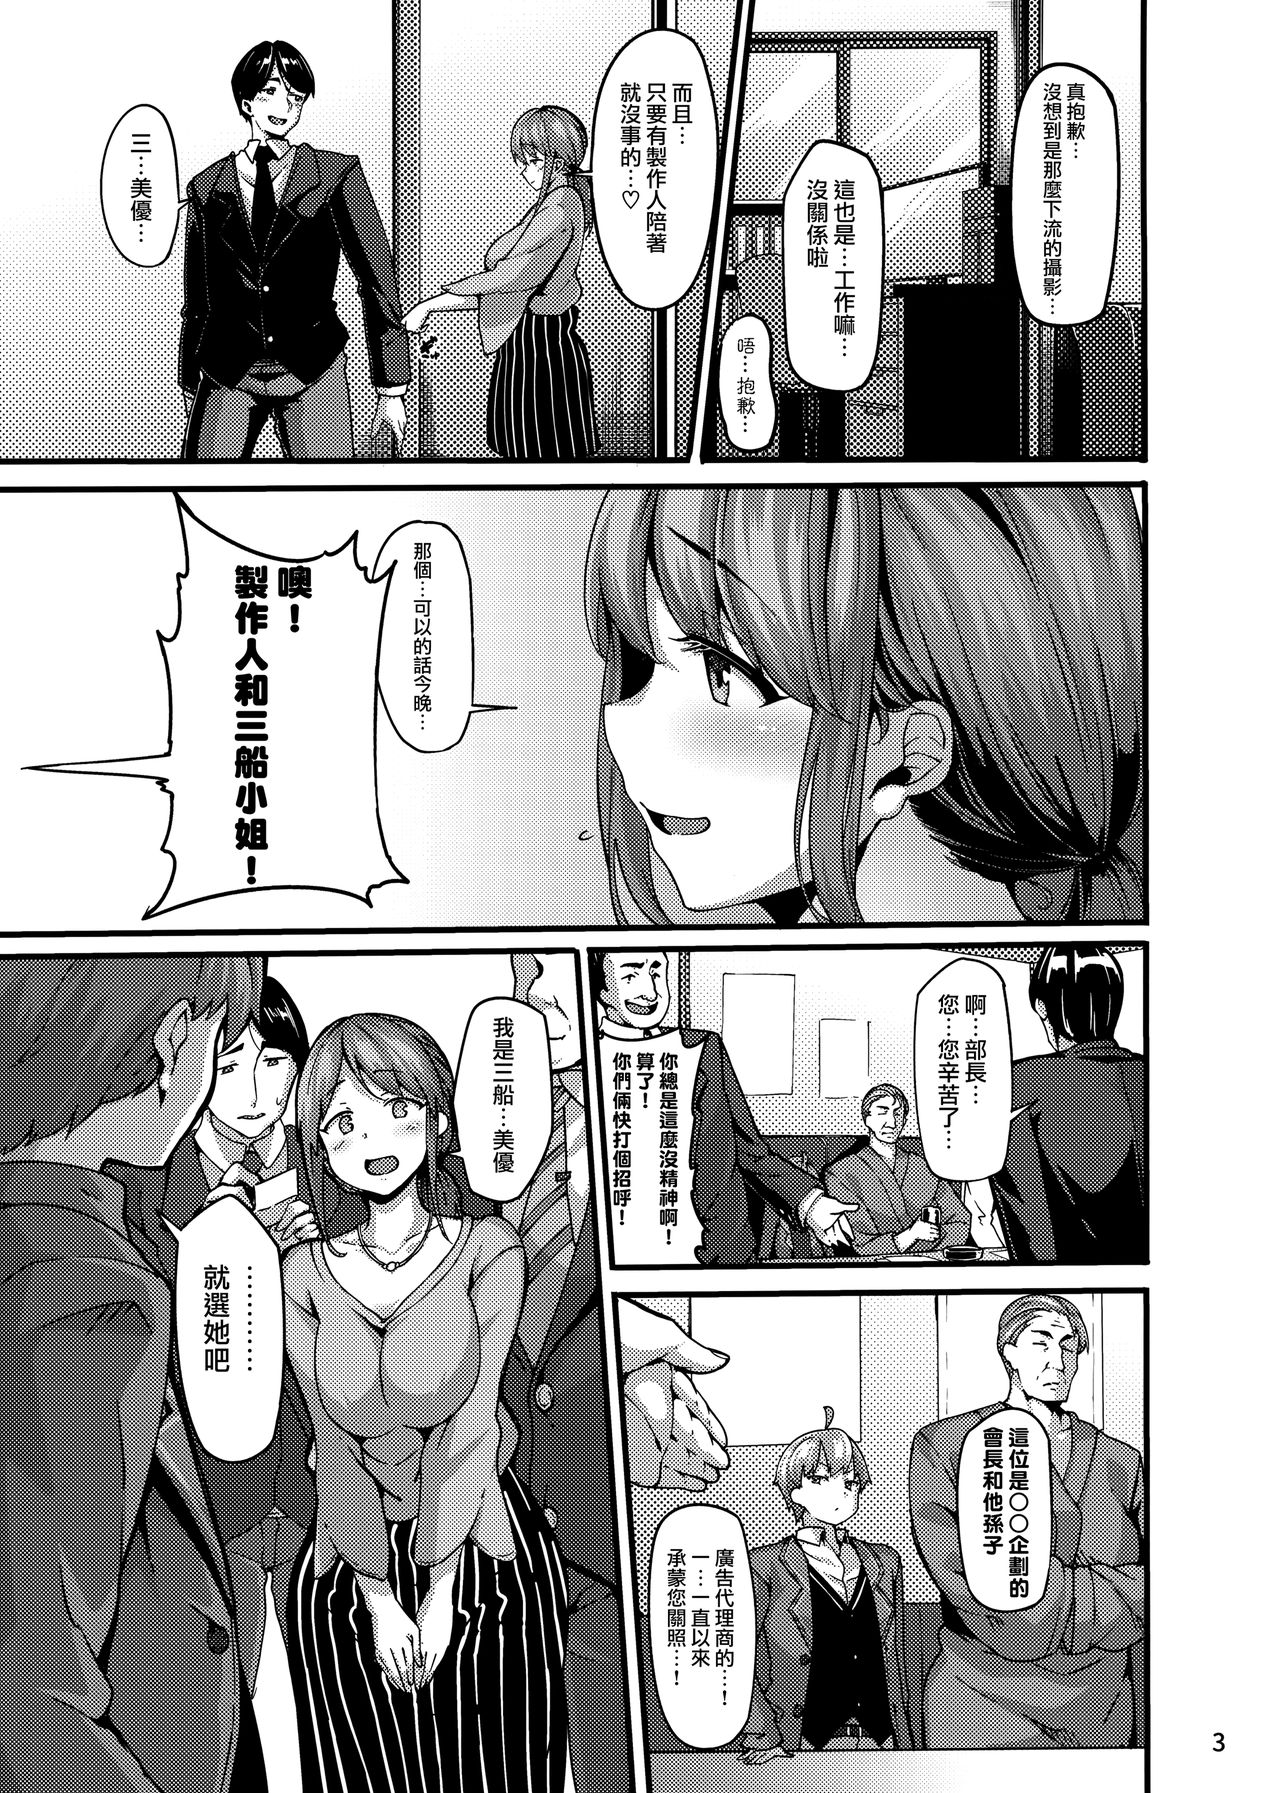 真抱歉…
沒想到是那麼下流的攝影…
這也是…工作嘛…
沒關係啦
唔…抱歉…
而且…
只要有製作人陪著
就沒事的…♡
三…美優…
那個…可以的話今晚…
噢！
製作人和三船小姐！
啊…部長…
您…您辛苦了…
你總是這麼沒精神啊！
算了！
你們倆快打個招呼！
這位是〇〇企劃的
會長和他孫子
廣告代理商的…！
一…一直以來
承蒙您關照…！
我是三船…美優
…………
就選她吧
3